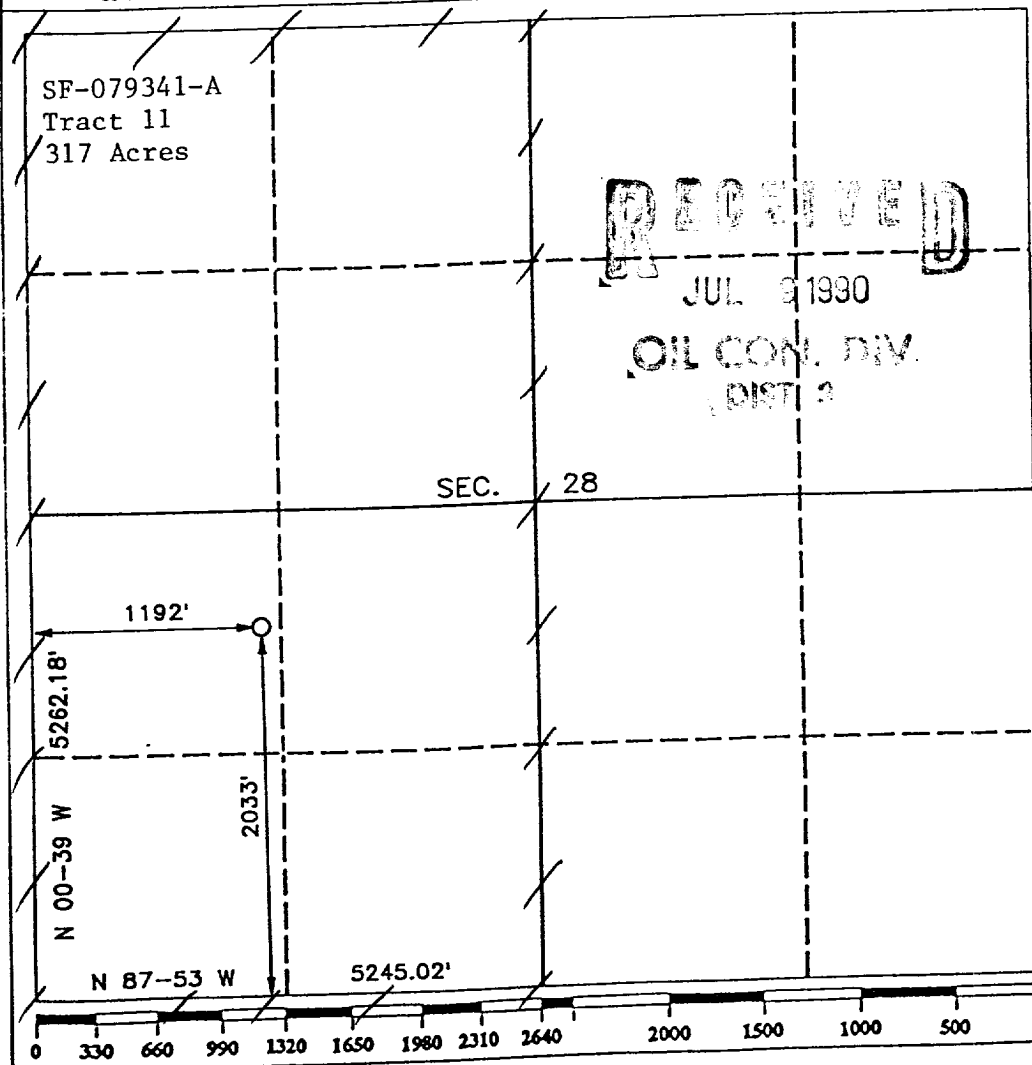 SF-079341-A
Tract 11
317 Acres
RECEIVED
JUL 9 1990
OIL CON. DIV.
DIST. 3
SEC. 28
1192'
5262.18'
2033'
N 00-39 W
N 87-53 W 5245.02'
0 330 660 990 1320 1650 1980 2310 2640 2000 1500 1000 500